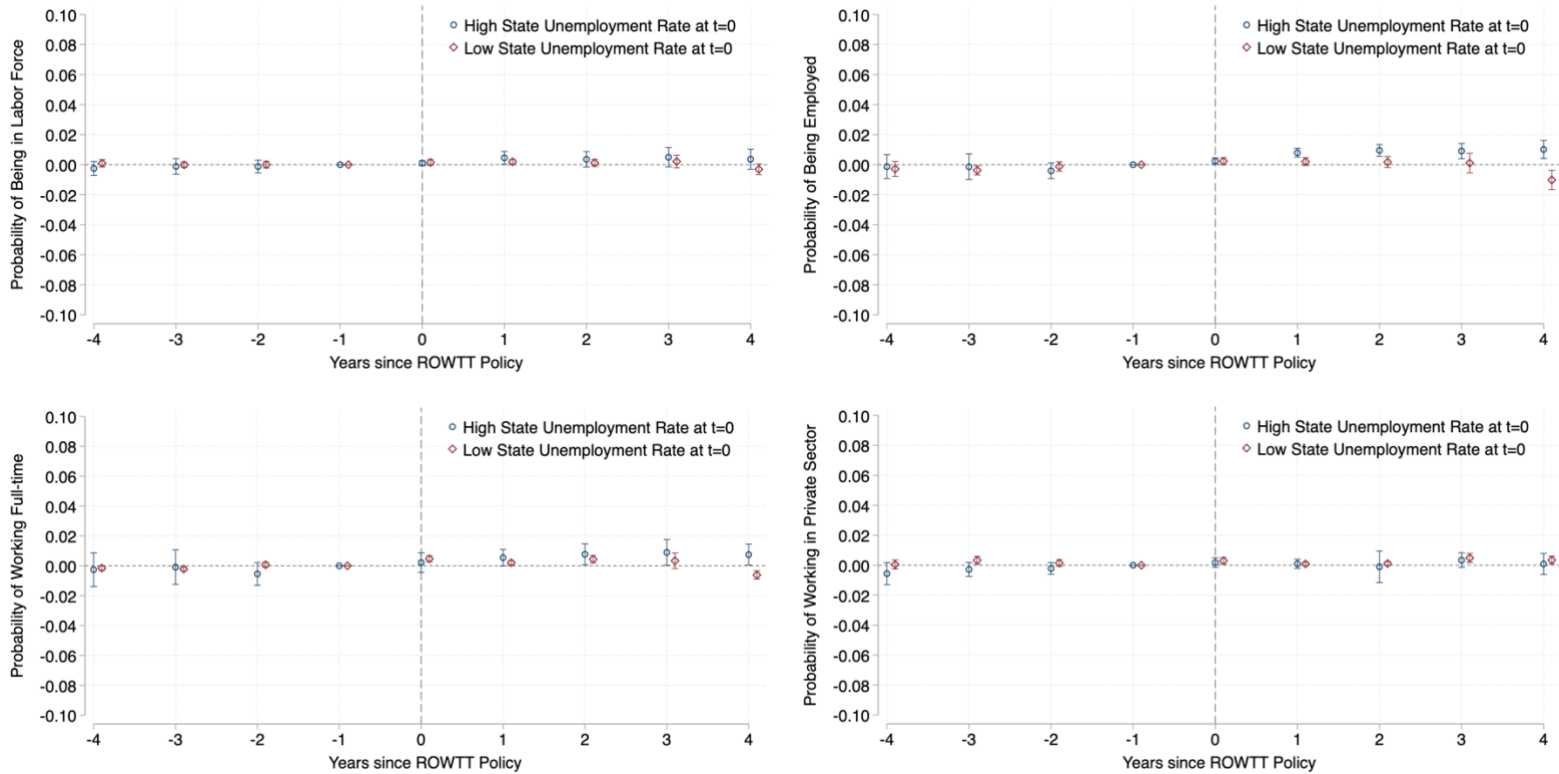 Probability of Being in Labor Force
0.10
0.08
0.06
0.04
0.02
0.00
-0.02
-0.04
-0.06
-0.08
-0.10
High State Unemployment Rate at t=0
Low State Unemployment Rate at t=0
-4 -3 -2 -1 0 1 2 3 4
Years since ROWTT Policy
Probability of Being Employed
0.10
0.08
0.06
0.04
0.02
0.00
-0.02
-0.04
-0.06
-0.08
-0.10
High State Unemployment Rate at t=0
Low State Unemployment Rate at t=0
-4 -3 -2 -1 0 1 2 3 4
Years since ROWTT Policy
Probability of Working Full-time
0.10
0.08
0.06
0.04
0.02
0.00
-0.02
-0.04
-0.06
-0.08
-0.10
High State Unemployment Rate at t=0
Low State Unemployment Rate at t=0
-4 -3 -2 -1 0 1 2 3 4
Years since ROWTT Policy
Probability of Working in Private Sector
0.10
0.08
0.06
0.04
0.02
0.00
-0.02
-0.04
-0.06
-0.08
-0.10
High State Unemployment Rate at t=0
Low State Unemployment Rate at t=0
-4 -3 -2 -1 0 1 2 3 4
Years since ROWTT Policy